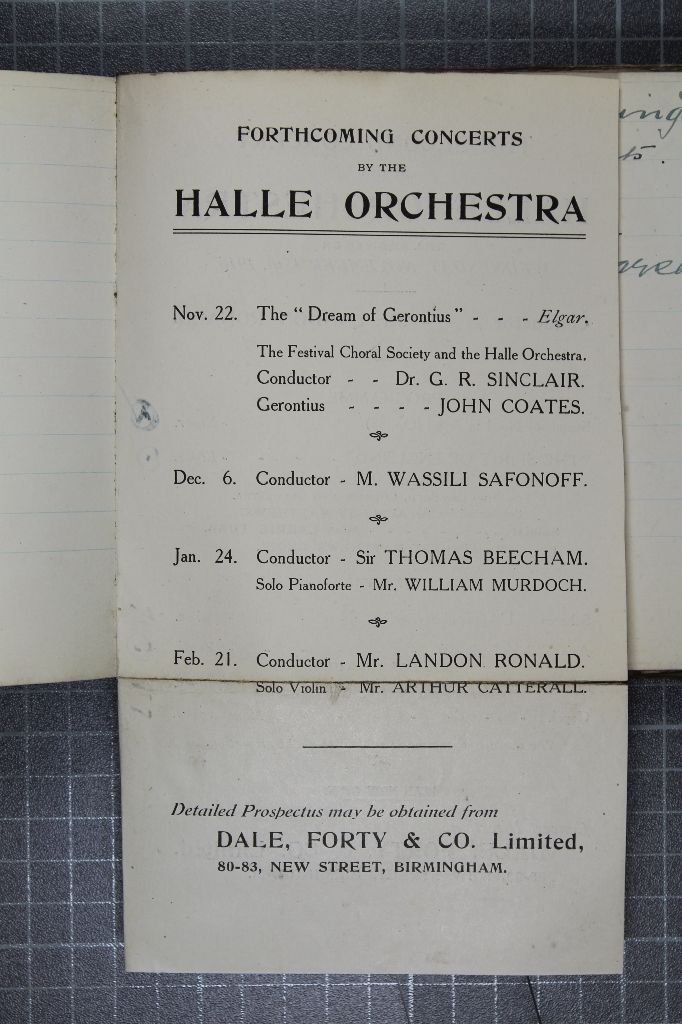 FORTHCOMING CONCERTS
BY THE
HALLE ORCHESTRA
Nov. 22. The "Dream of Gerontius" - - - Elgar.
The Festival Choral Society and the Halle Orchestra.
Conductor - - Dr. G. R. SINCLAIR.
Gerontius - - - - JOHN COATES.
Dec. 6. Conductor - M. WASSILI SAFONOFF.
Jan. 24. Conductor - Sir THOMAS BEECHAM.
Solo Pianoforte - Mr. WILLIAM MURDOCH.
Feb. 21. Conductor - Mr. LANDON RONALD.
Solo Violin - Mr. ARTHUR CATTERALL.
Detailed Prospectus may be obtained from
DALE, FORTY & CO. Limited,
80-83, NEW STREET, BIRMINGHAM.